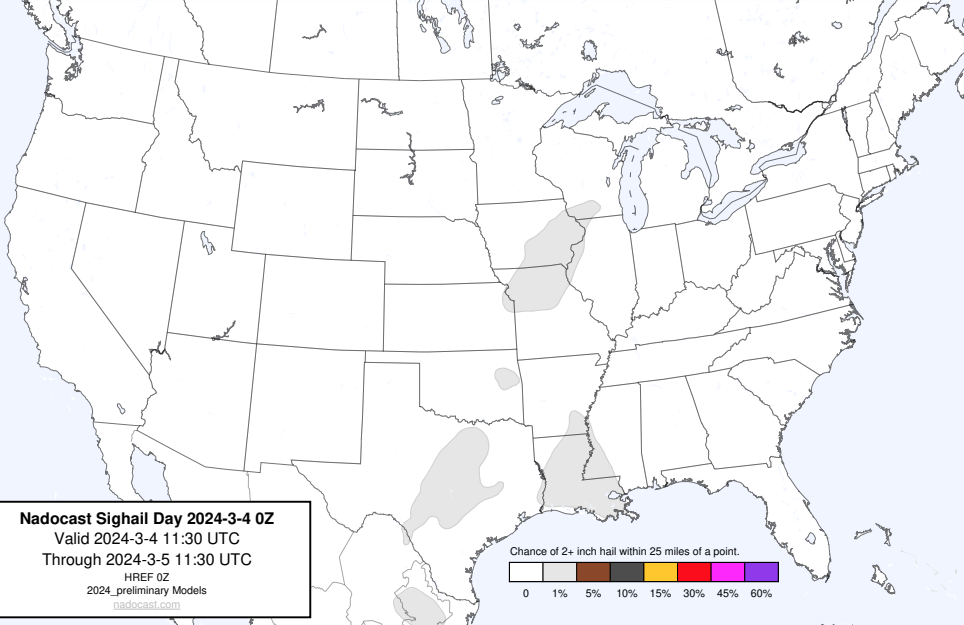 Nadocast Sighail Day 2024-3-4 0Z
Valid 2024-3-4 11:30 UTC
Through 2024-3-5 11:30 UTC
HREF 0Z
2024_preliminary Models
nadocast.com
Chance of 2+ inch hail within 25 miles of a point.
0 1% 5% 10% 15% 30% 45% 60%